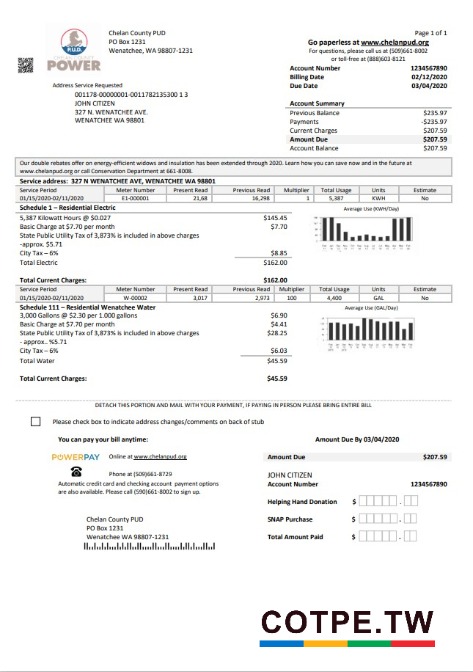 Chelan County PUD
PO Box 1231
Wenatchee, WA 98807-1231
P.U.D.
POWER
Page 1 of 1
Go paperless at www.chelanpud.org
For questions, please call us at (509)661-8002
or toll-free at (888)603-8121
Account Number 1234567890
Billing Date 02/12/2020
Due Date 03/04/2020
Address Service Requested
001178-00000001-0011782135300 1 3
JOHN CITIZEN
327 N. WENATCHEE AVE.
WENATCHEE WA 98801
Account Summary
Previous Balance $235.97
Payments -$235.97
Current Charges $207.59
Amount Due $207.59
Account Balance $207.59
Our double rebates offer on energy-efficient widows and insulation has been extended through 2020. Learn how you can save now and in the future at
www.chelanpud.org or call Conservation Department at 661-8008.
Service address: 327 N WENATCHEE AVE, WENATCHEE WA 98801
Service Period Meter Number Present Read Previous Read Multiplier Total Usage Units Estimate
01/15/2020-02/11/2020 E1-000001 21,68 16,298 1 5,387 KWH No
Schedule 1 – Residential Electric
Average Use(KWH/Day)
5,387 Kilowatt Hours @ $0.027 $145.45
Basic Charge @ $7.70 per month $7.70
State Public Utility Tax of 3,873% is included in above charges
-approx. $5.71
City Tax – 6% $8.85
Total Electric $162.00
Total Current Charges: $162.00
Service Period Meter Number Present Read Previous Read Multiplier Total Usage Units Estimate
01/15/2020-02/11/2020 W-00002 3,017 2,973 100 4,400 GAL No
Schedule 111 – Residential Wenatchee Water
Average Use(GAL/Day)
3,000 Gallons @ $2.30 per 1.000 gallons $6.90
Basic Charge @ $7.70 per month $4.41
State Public Utility Tax of 3,873% is included in above charges $28.25
- approx.. %5.71
City Tax – 6% $6.03
Total Water $45.59
Total Current Charges: $45.59
DETACH THIS PORTION AND MAIL WITH YOUR PAYMENT, IF PAYING IN PERSON PLEASE BRING ENTIRE BILL
Please check box to indicate address changes/comments on back of stub
You can pay your bill anytime:
Amount Due By 03/04/2020
POWERPAY Online at www.chelanpud.org
Amount Due $207.59
Phone at (509)661-8729
JOHN CITIZEN
Account Number 1234567890
Automatic credit card and checking account payment options
are also available. Please call (590)661-8002 to sign up.
Helping Hand Donation $
SNAP Purchase $
Total Amount Paid $
Chelan County PUD
PO Box 1231
Wenatchee WA 98807-1231
COTPE.TW